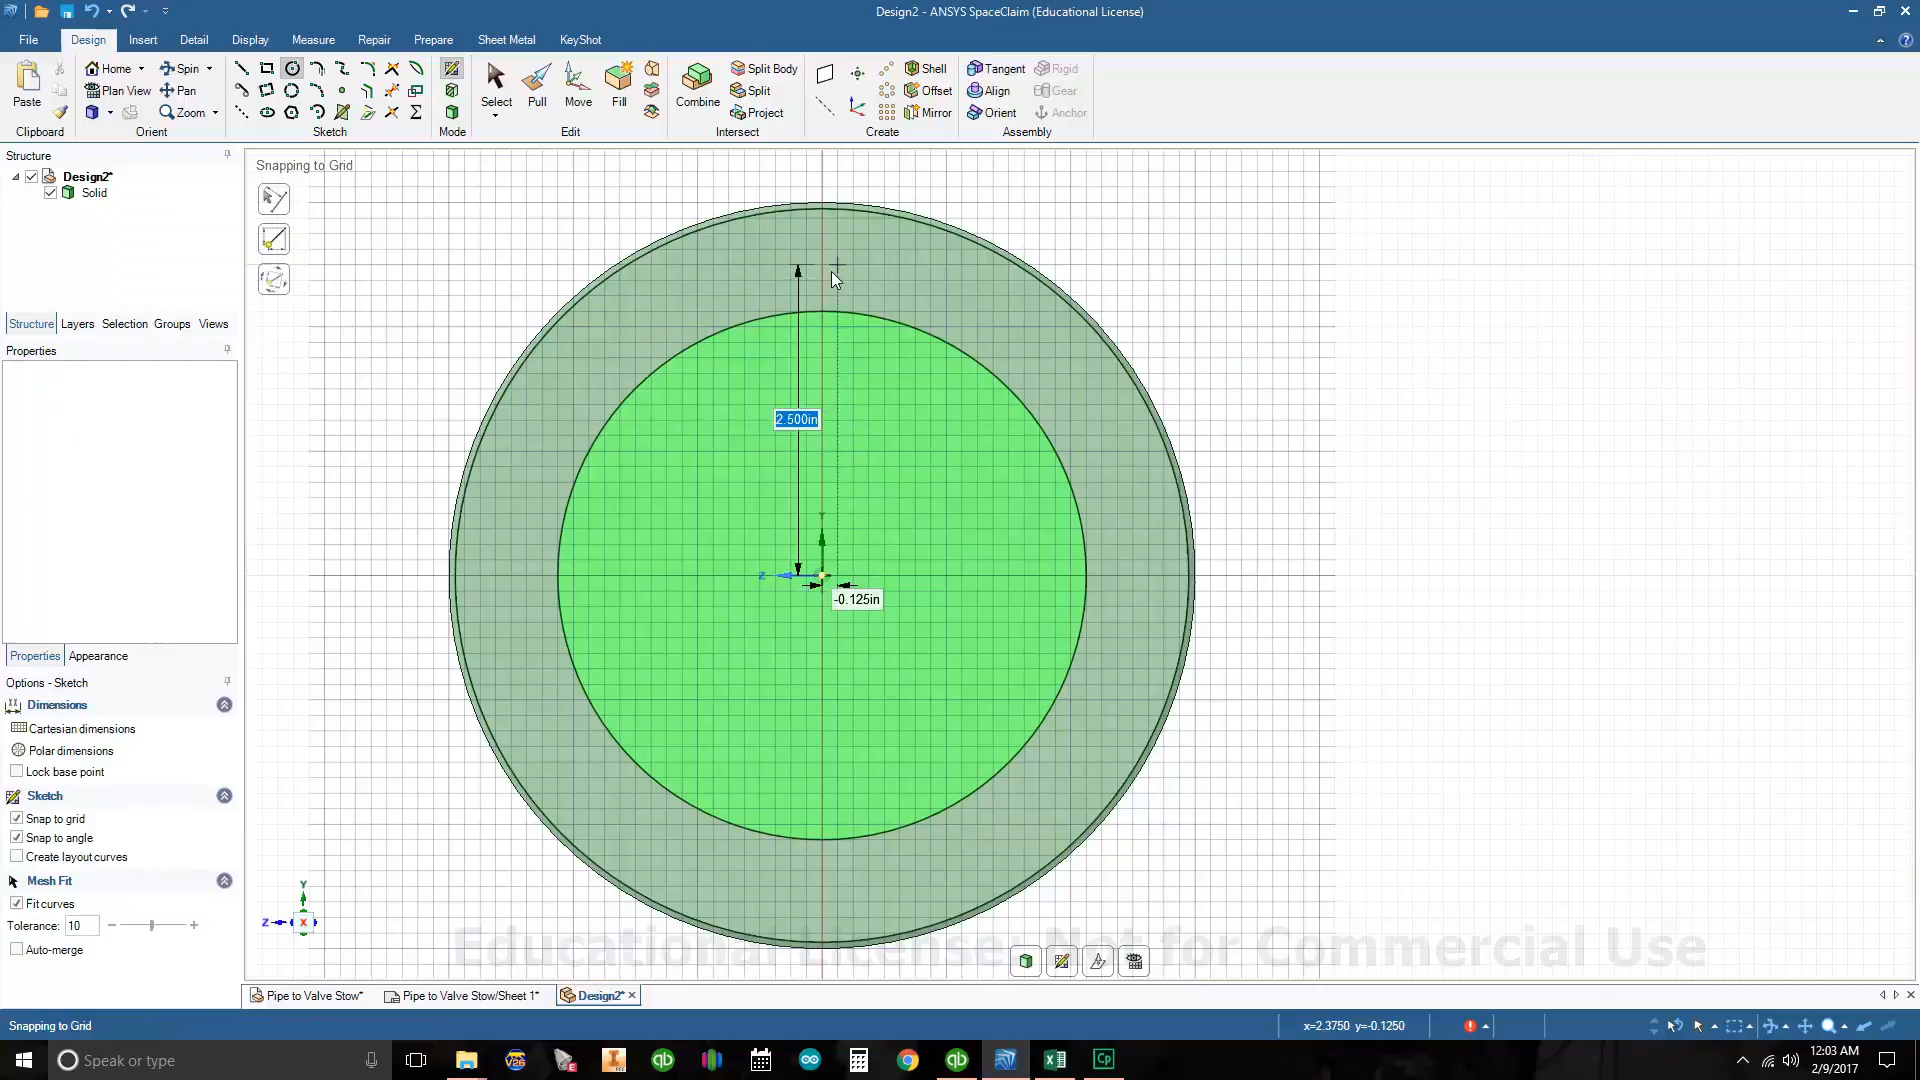 Design2 - ANSYS SpaceClaim (Educational License)
File Design Insert Detail Display Measure Repair Prepare Sheet Metal KeyShot
Home Spin Split Body Shell Tangent Rigid
Plan View Pan Split Offset Align Gear
Paste Zoom Select Pull Move Fill Combine Project Mirror Orient Anchor
Clipboard Orient Sketch Mode Edit Intersect Create Assembly
Structure
Design2*
Solid
Structure Layers Selection Groups Views
Properties
Properties Appearance
Options - Sketch
Dimensions
Cartesian dimensions
Polar dimensions
Lock base point
Sketch
Snap to grid
Snap to angle
Create layout curves
Mesh Fit
Fit curves
Tolerance: 10
Auto-merge
Snapping to Grid
2.500in
Y
Z
-0.125in
Y
Z X
Educational License, Not for Commercial Use
Pipe to Valve Stow* Pipe to Valve Stow/Sheet 1* Design2*
Snapping to Grid x=2.3750 y=-0.1250
Speak or type
12:03 AM
2/9/2017